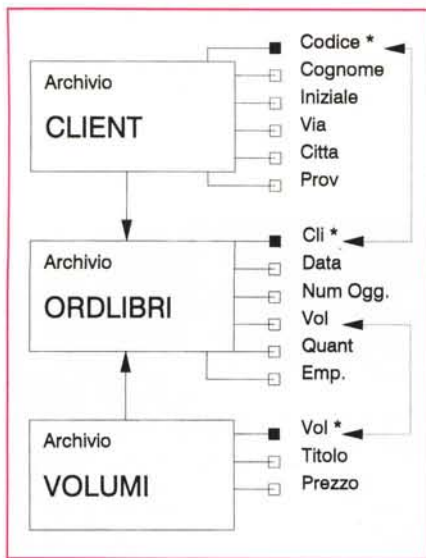 Archivio
CLIENT
Codice *
Cognome
Iniziale
Via
Citta
Prov
Archivio
ORDLIBRI
Cli *
Data
Num Ogg.
Vol
Quant
Emp.
Archivio
VOLUMI
Vol *
Titolo
Prezzo